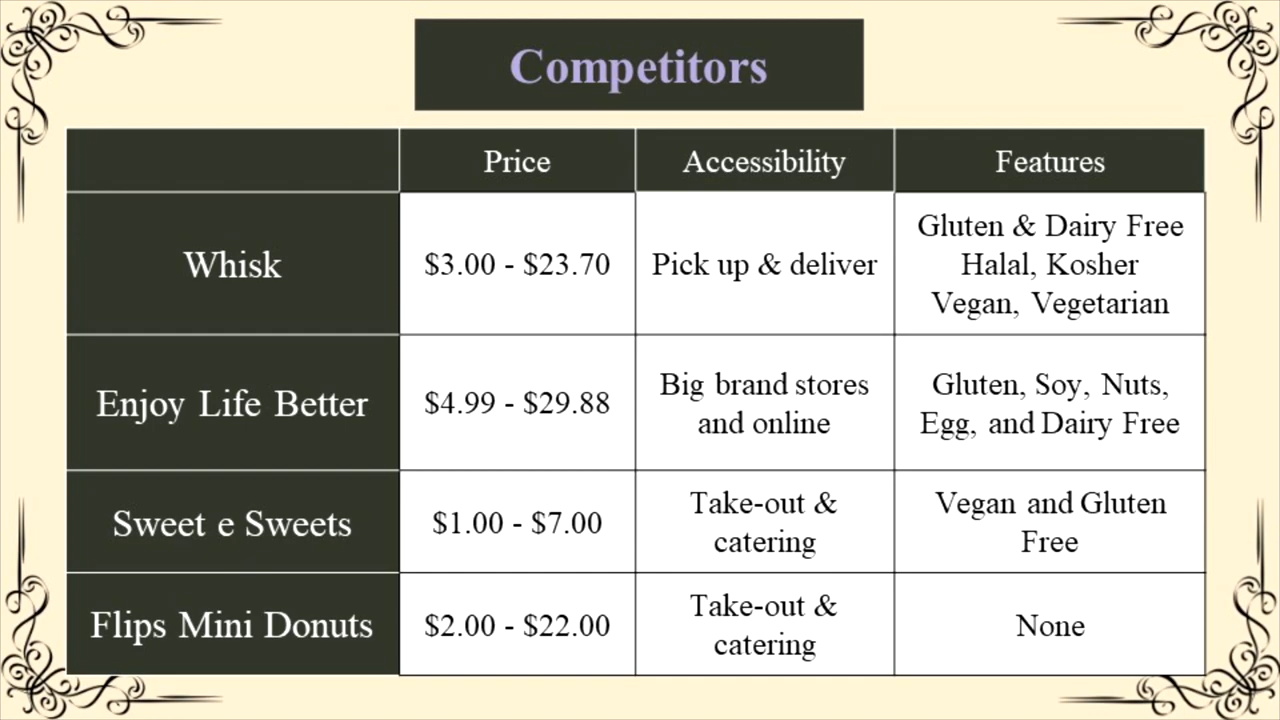 Competitors
Price Accessibility Features
Whisk
$3.00 - $23.70
Pick up & deliver
Gluten & Dairy Free
Halal, Kosher
Vegan, Vegetarian
Enjoy Life Better
$4.99 - $29.88
Big brand stores
and online
Gluten, Soy, Nuts,
Egg, and Dairy Free
Sweet e Sweets
$1.00 - $7.00
Take-out &
catering
Vegan and Gluten
Free
Flips Mini Donuts
$2.00 - $22.00
Take-out &
catering
None